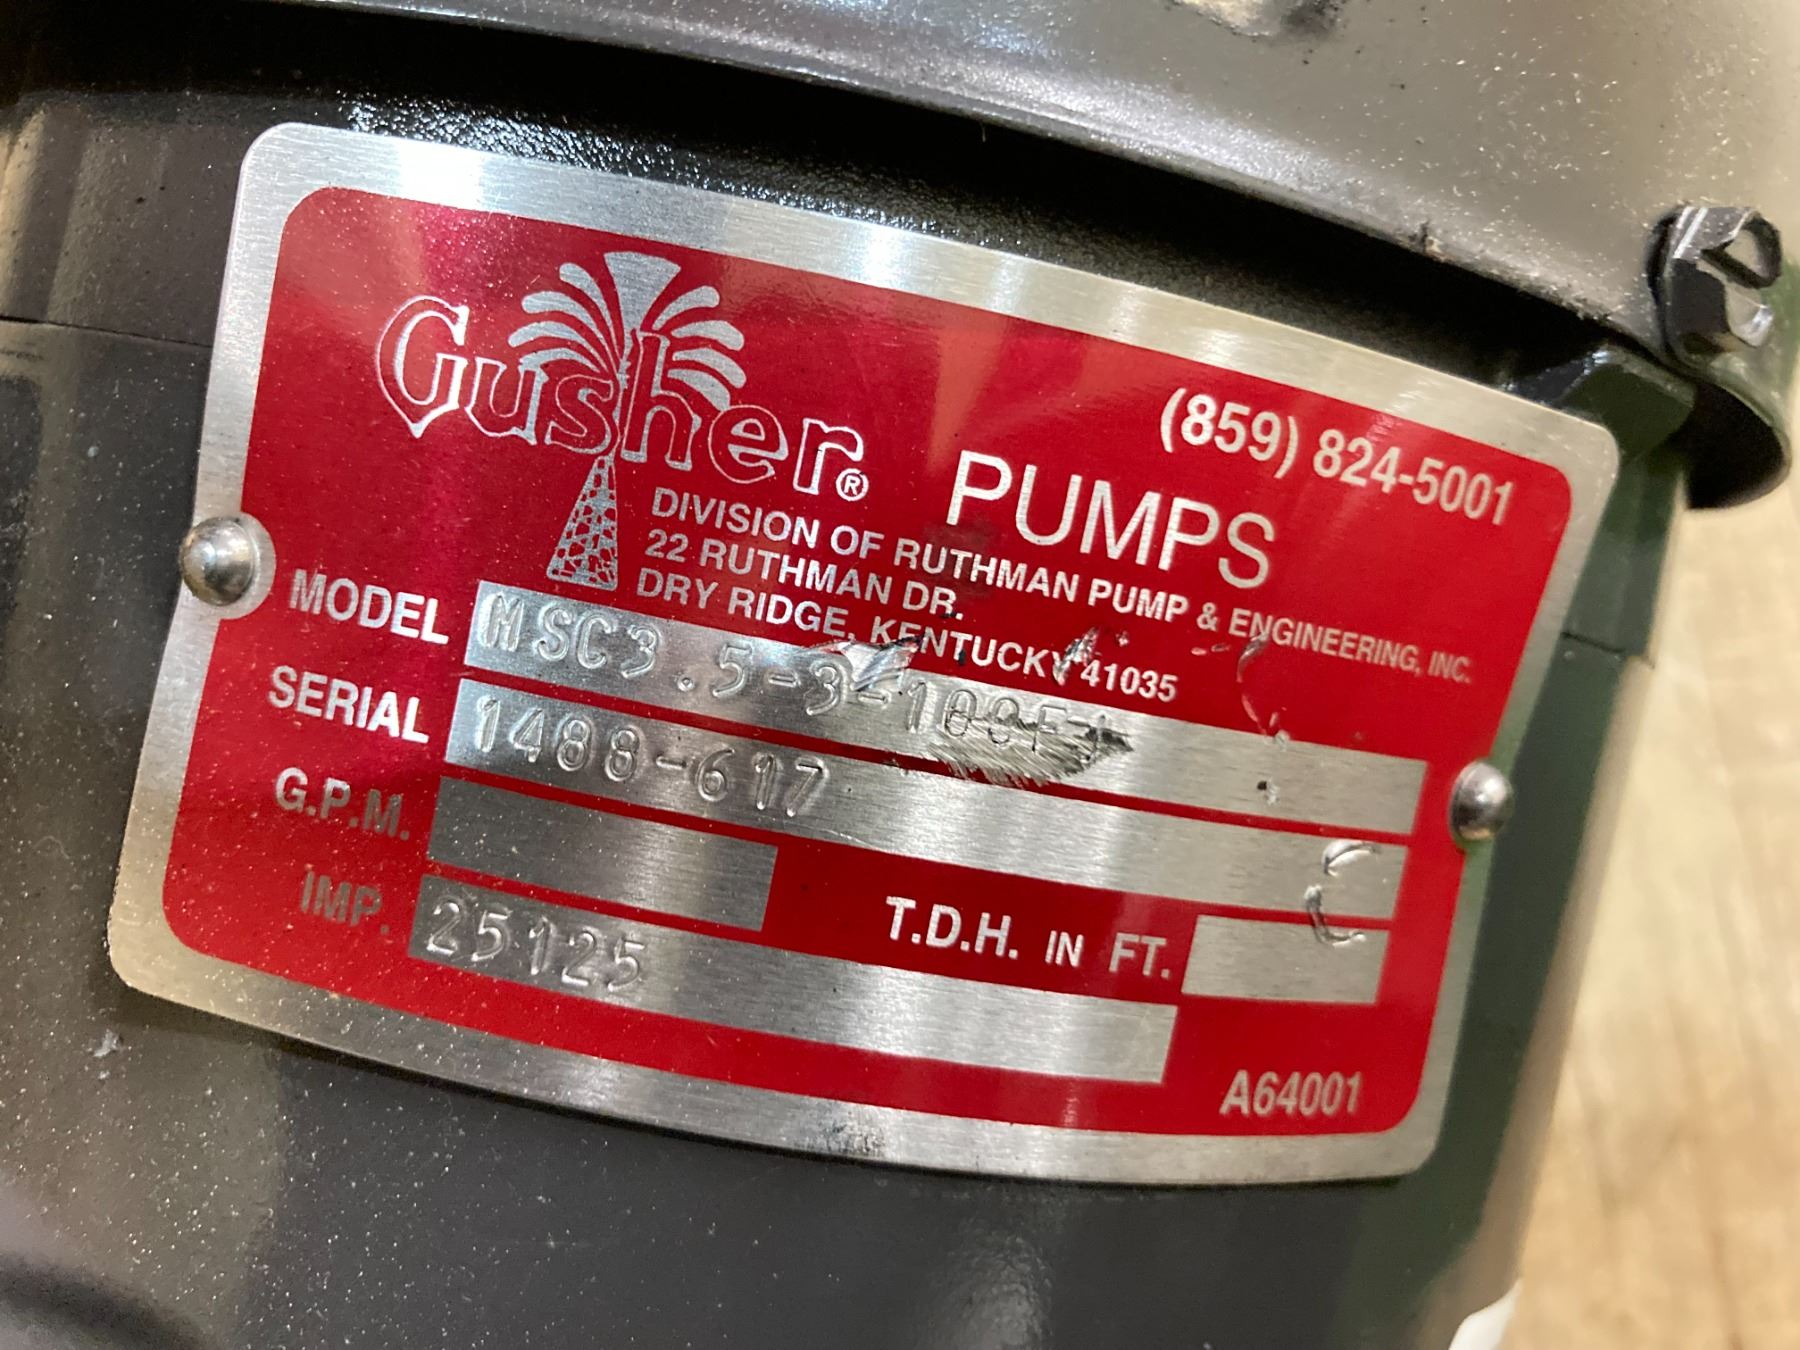 Gusher® PUMPS
(859) 824-5001
DIVISION OF RUTHMAN PUMP & ENGINEERING, INC.
22 RUTHMAN DR.
DRY RIDGE, KENTUCKY 41035
MODEL
SERIAL 1488-617
G.P.M.
T.D.H. IN FT.
IMP. 25125
A64001